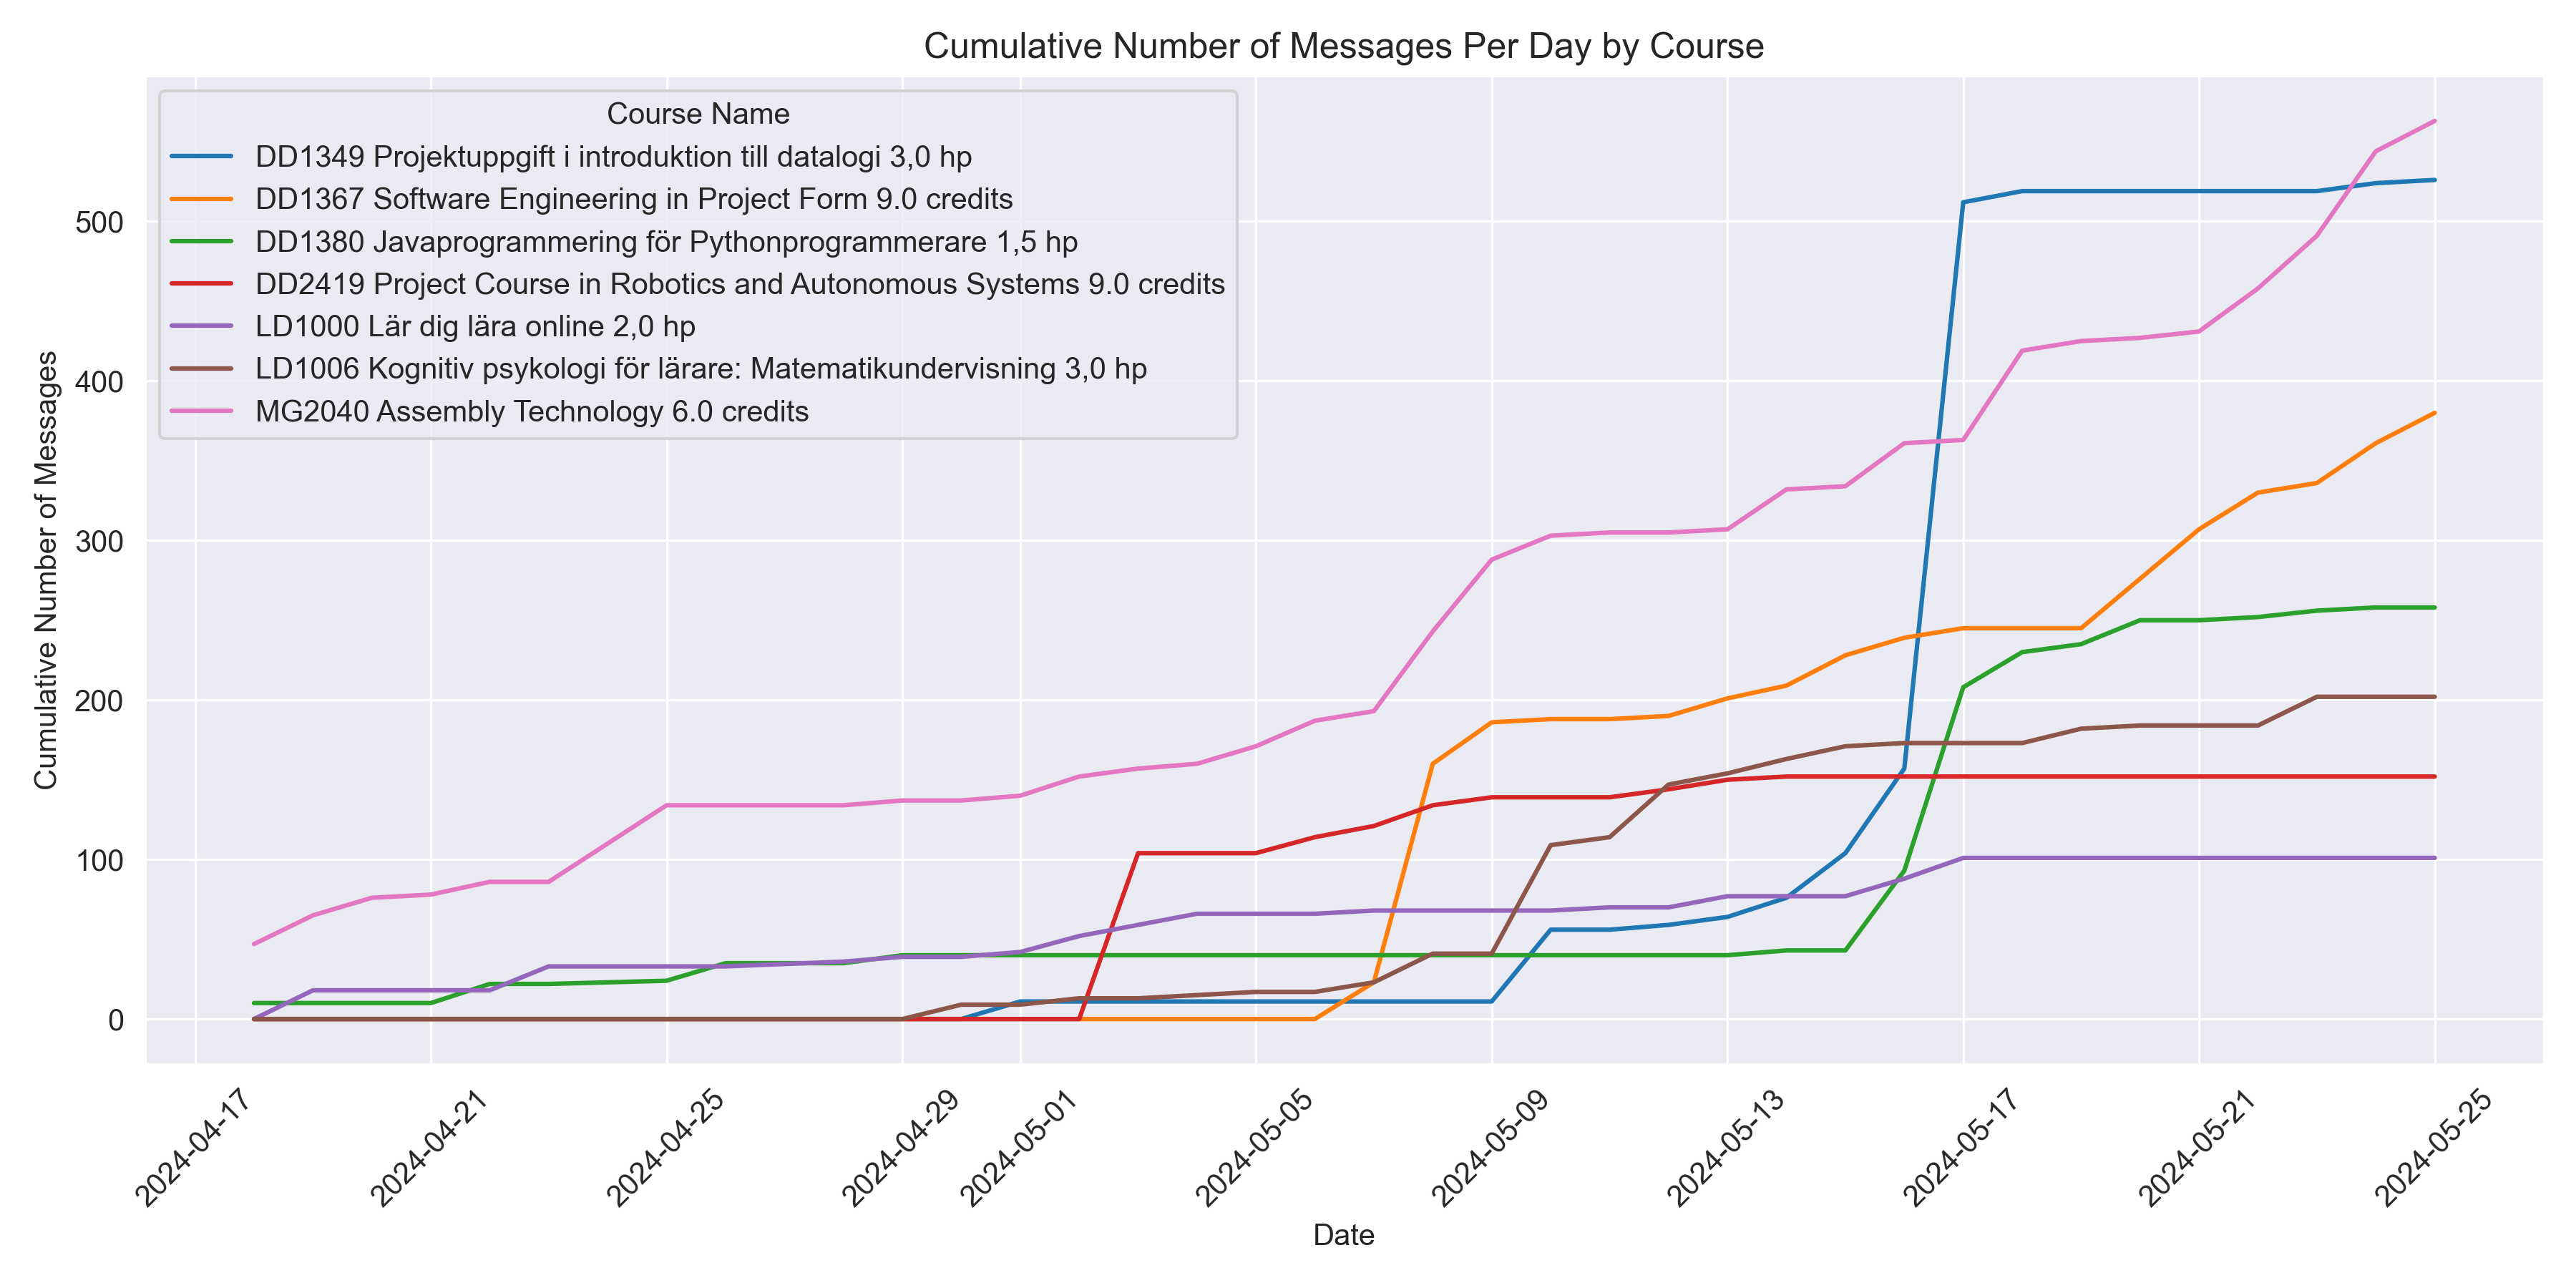 Cumulative Number of Messages Per Day by Course
Course Name
DD1349 Projektuppgift i introduktion till datalogi 3,0 hp
DD1367 Software Engineering in Project Form 9.0 credits
DD1380 Javaprogrammering för Pythonprogrammerare 1,5 hp
DD2419 Project Course in Robotics and Autonomous Systems 9.0 credits
LD1000 Lär dig lära online 2,0 hp
LD1006 Kognitiv psykologi för lärare: Matematikundervisning 3,0 hp
MG2040 Assembly Technology 6.0 credits
Cumulative Number of Messages
500
400
300
200
100
0
2024-04-17
2024-04-21
2024-04-25
2024-04-29
2024-05-01
2024-05-05
2024-05-09
2024-05-13
2024-05-17
2024-05-21
2024-05-25
Date